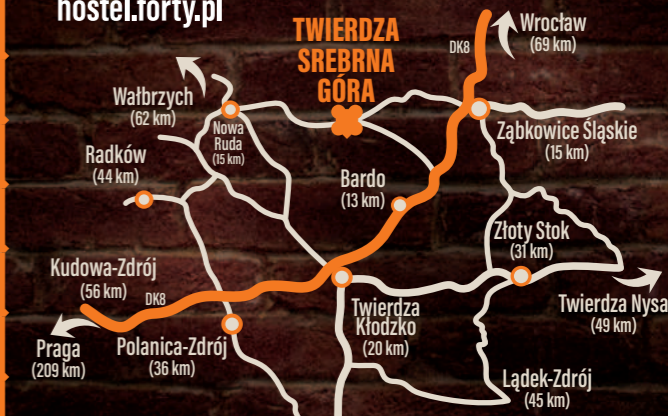 hostel.forty.pl
TWIERDZA
SREBRNA
GÓRA
DK8
Wrocław
(69 km)
Wałbrzych
(62 km)
Nowa
Ruda
(15 km)
Ząbkowice Śląskie
(15 km)
Radków
(44 km)
Bardo
(13 km)
Złoty Stok
(31 km)
Kudowa-Zdrój
(56 km)
DK8
Twierdza
Kłodzko
(20 km)
Twierdza Nysa
(49 km)
Praga
(209 km)
Polanica-Zdrój
(36 km)
Lądek-Zdrój
(45 km)